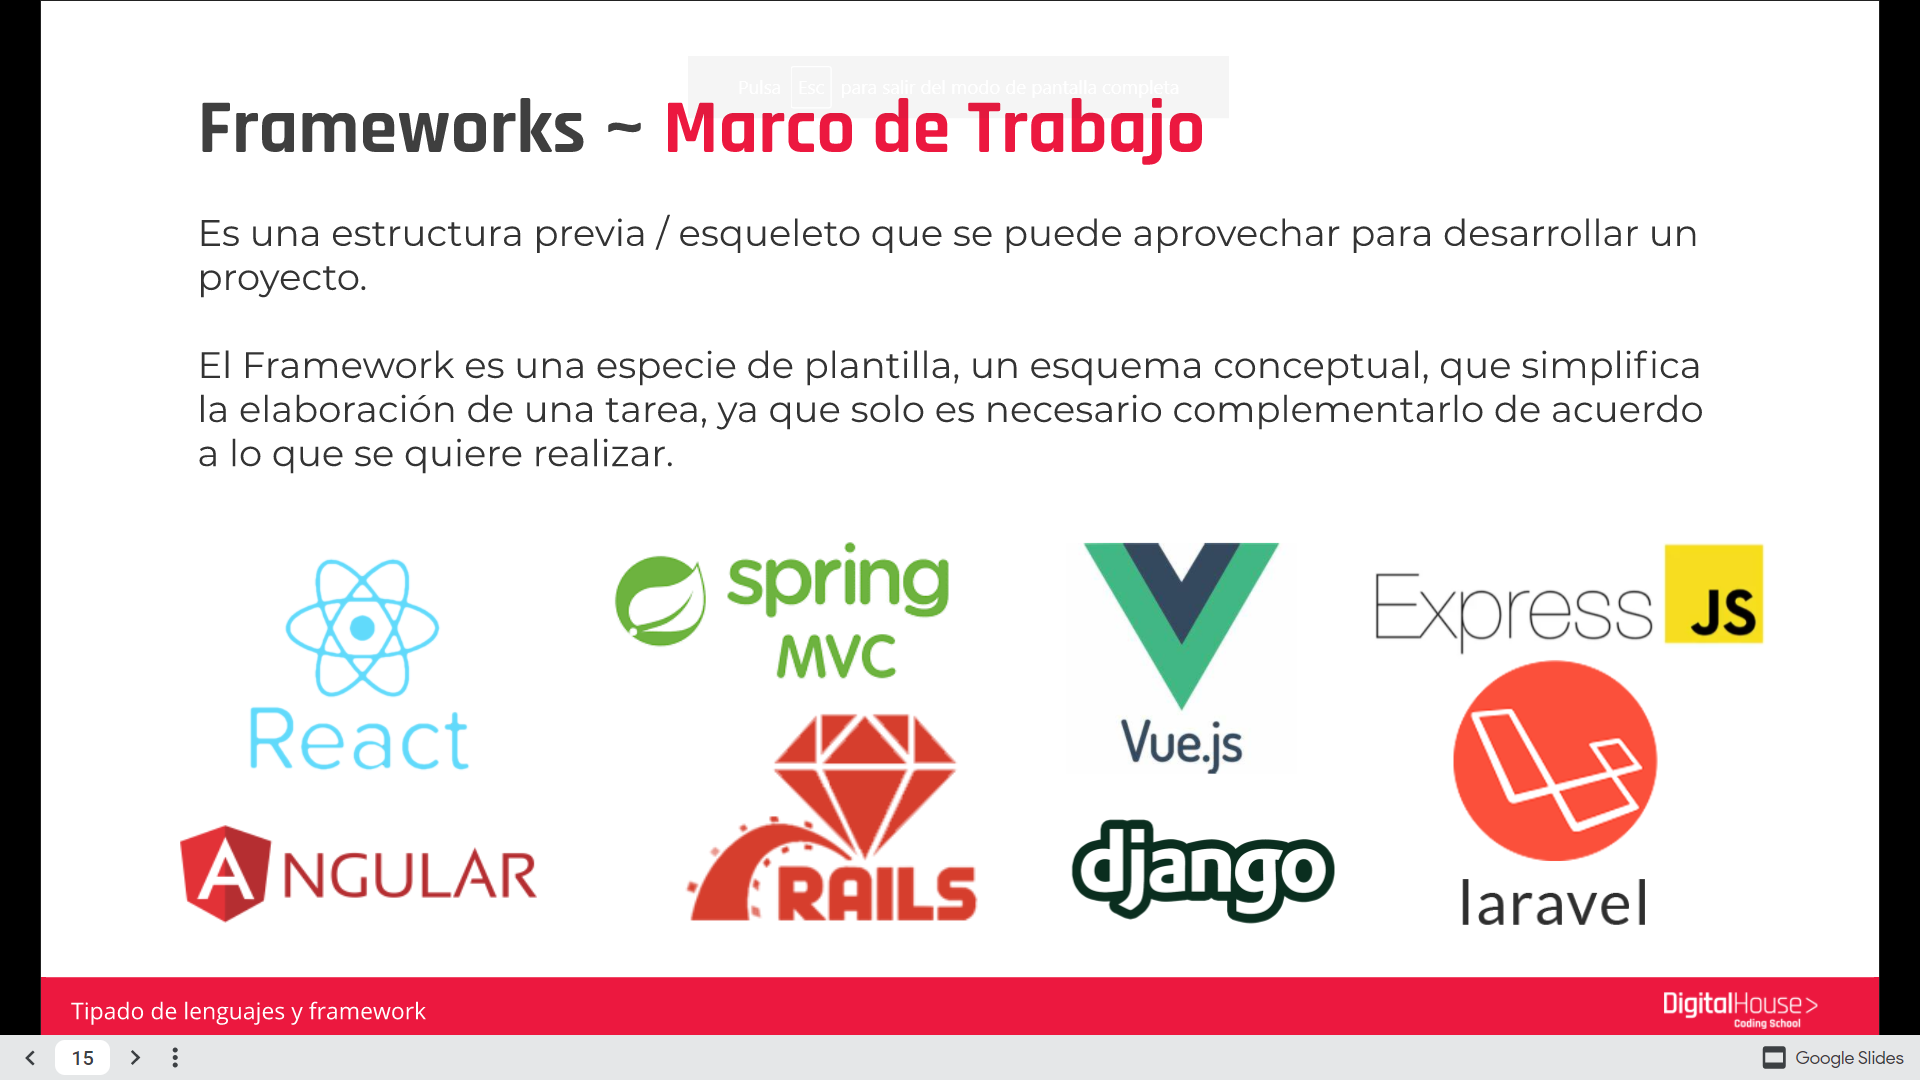 Pulsa Esc para salir del modo de pantalla completa
Frameworks ~ Marco de Trabajo
Es una estructura previa / esqueleto que se puede aprovechar para desarrollar un
proyecto.
El Framework es una especie de plantilla, un esquema conceptual, que simplifica
la elaboración de una tarea, ya que solo es necesario complementarlo de acuerdo
a lo que se quiere realizar.
React
spring
MVC
Vue.js
Express JS
ANGULAR
RAILS
django
laravel
Tipado de lenguajes y framework
DigitalHouse>
Coding School
15
Google Slides